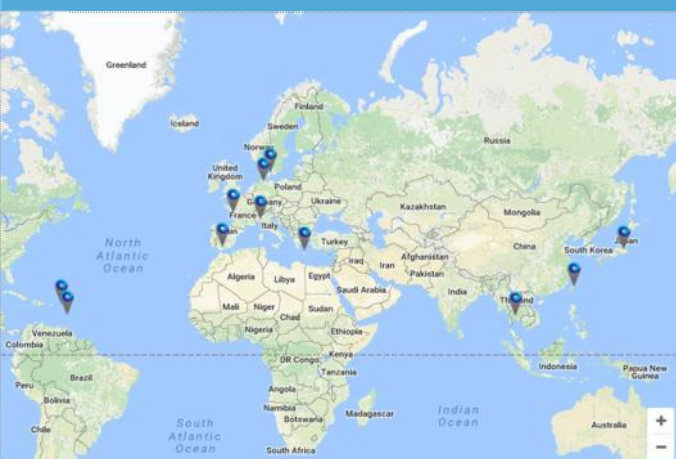 Greenland
Iceland
Finland
Sweden
Norway
Russia
United
Kingdom
Poland
Germany
Ukraine
France
Kazakhstan
Mongolia
Italy
Spain
Turkey
North
Atlantic
Ocean
China
South Korea
Japan
Iraq
Iran
Afghanistan
Pakistan
Algeria
Libya
Egypt
Saudi Arabia
India
Thailand
Mali
Niger
Chad
Sudan
Nigeria
Ethiopia
Venezuela
Colombia
DR Congo
Kenya
Tanzania
Indonesia
Papua New
Guinea
Brazil
Peru
Bolivia
Angola
Namibia
Botswana
Madagascar
Indian
Ocean
Chile
South
Atlantic
Ocean
South Africa
Australia
+
−